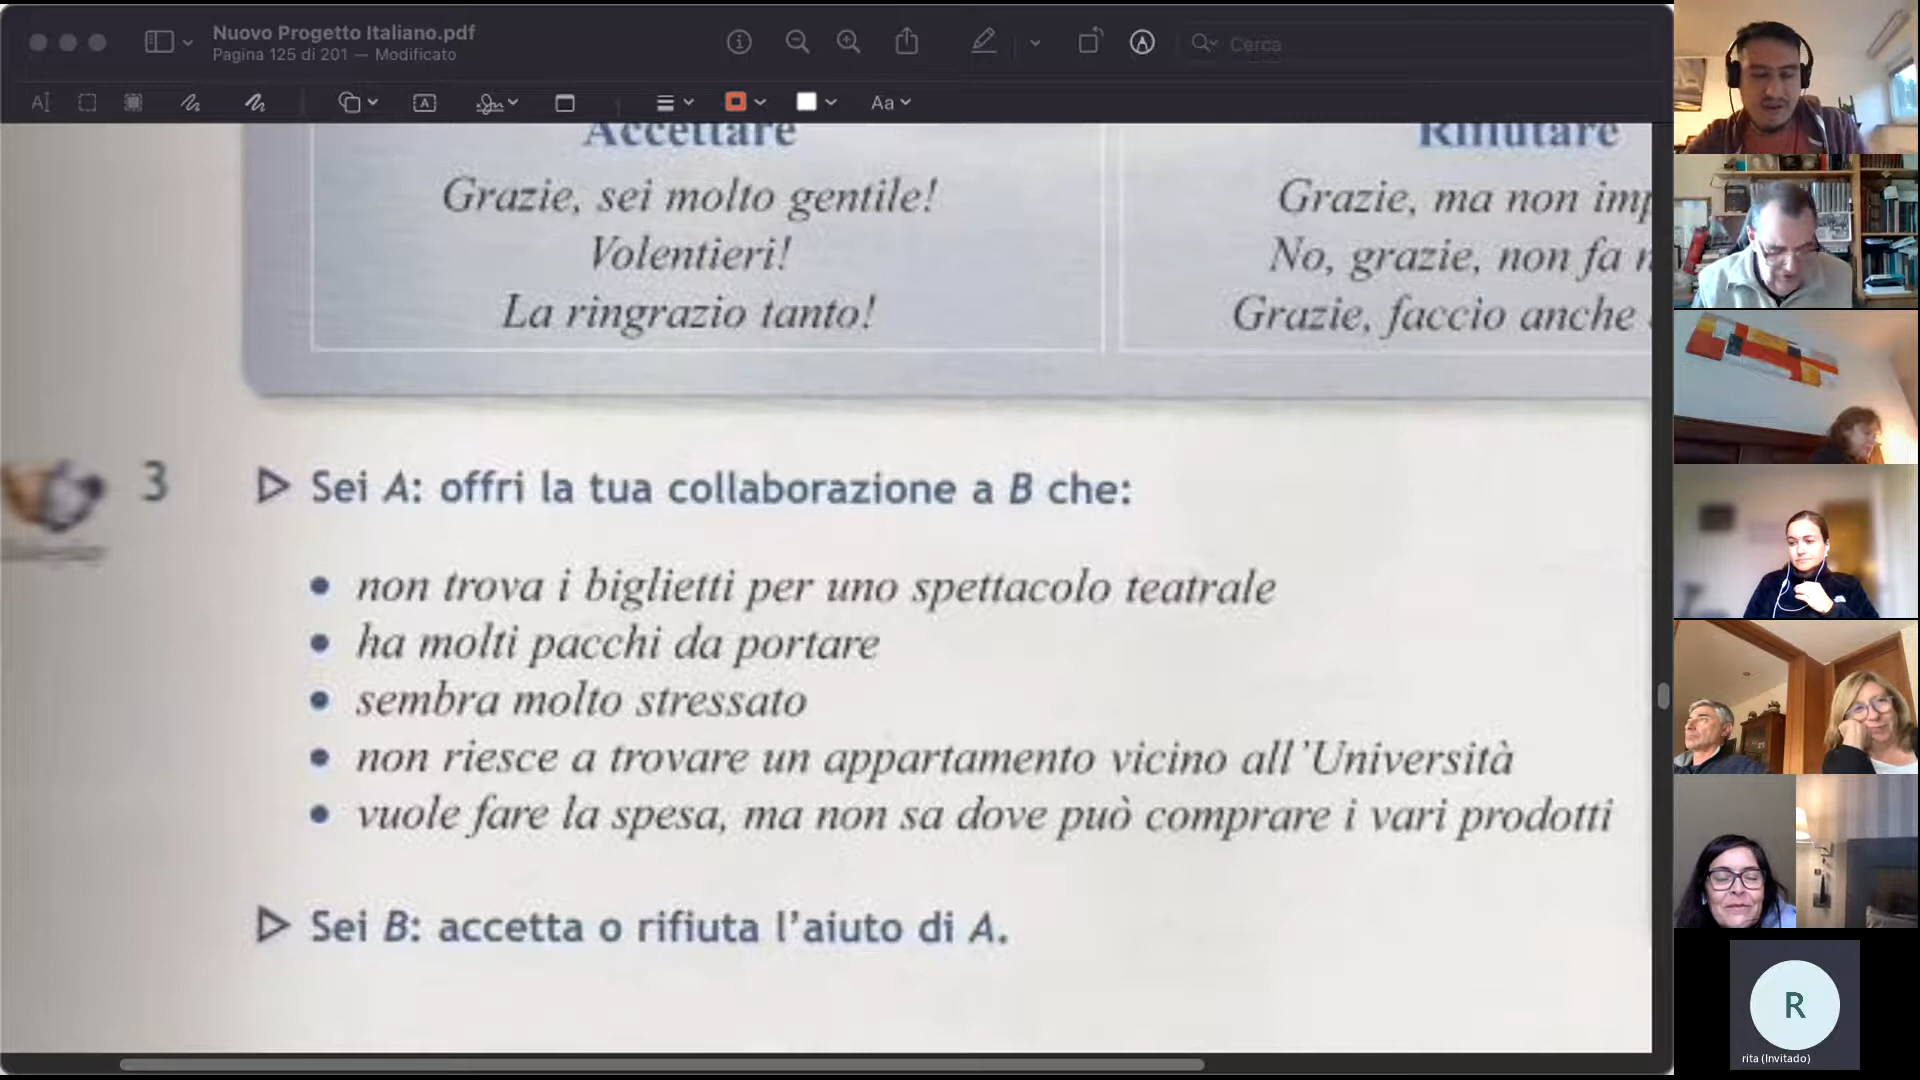 Nuovo Progetto Italiano.pdf
Pagina 125 di 201 — Modificato
Cerca
Aa
Accettare
Rifiutare
Grazie, sei molto gentile!
Grazie, ma non
Volentieri!
No, grazie, non fa
La ringrazio tanto!
Grazie, faccio anche
3
Sei A: offri la tua collaborazione a B che:
• non trova i biglietti per uno spettacolo teatrale
• ha molti pacchi da portare
• sembra molto stressato
• non riesce a trovare un appartamento vicino all'Università
• vuole fare la spesa, ma non sa dove può comprare i vari prodotti
Sei B: accetta o rifiuta l'aiuto di A.
R
rita (Invitado)